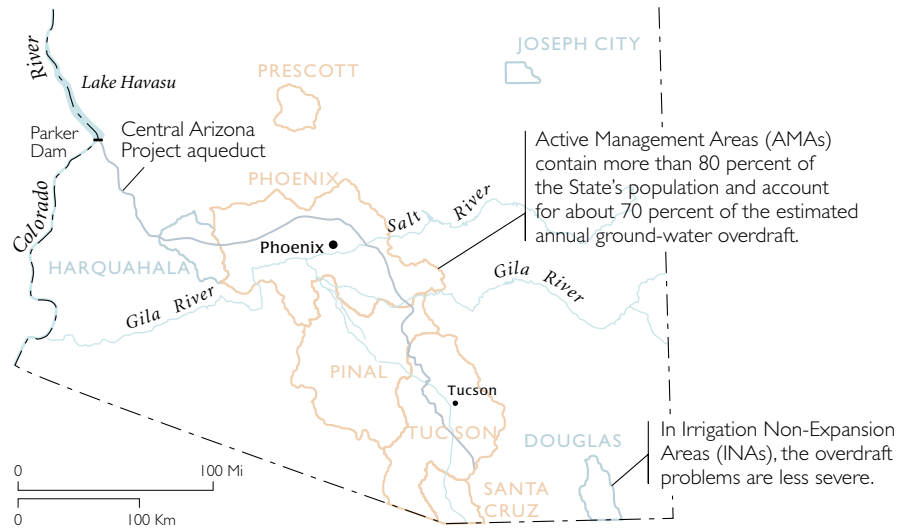 River
Lake Havasu
Parker
Dam
Central Arizona
Project aqueduct
Colorado
PRESCOTT
JOSEPH CITY
Active Management Areas (AMAs)
contain more than 80 percent of
the State's population and account
for about 70 percent of the estimated
annual ground-water overdraft.
PHOENIX
Salt River
Phoenix
HARQUAHALA
Gila River
Gila River
PINAL
Tucson
TUCSON
DOUGLAS
In Irrigation Non-Expansion
Areas (INAs), the overdraft
problems are less severe.
SANTA
CRUZ
0 100 Mi
0 100 Km